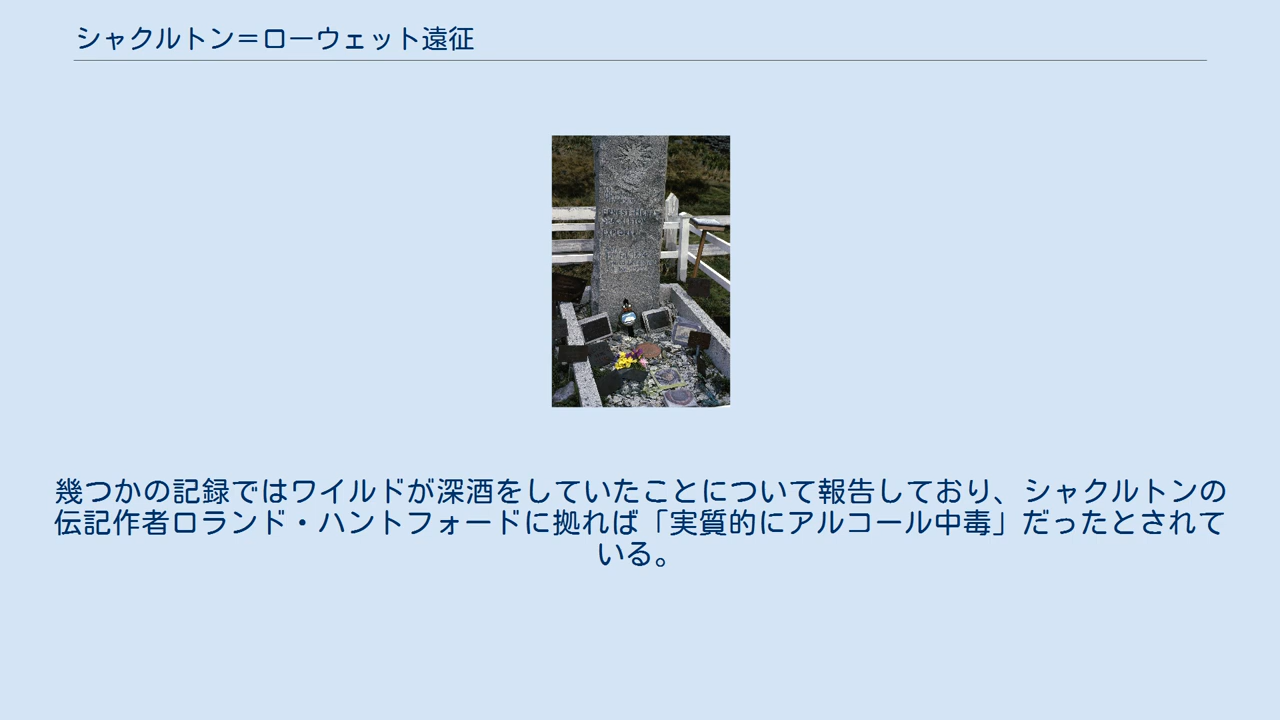 シャクルトン＝ローウェット遠征
幾つかの記録ではワイルドが深酒をしていたことについて報告しており、シャクルトンの
伝記作者ロランド・ハントフォードに拠れば「実質的にアルコール中毒」だったとされて
いる。